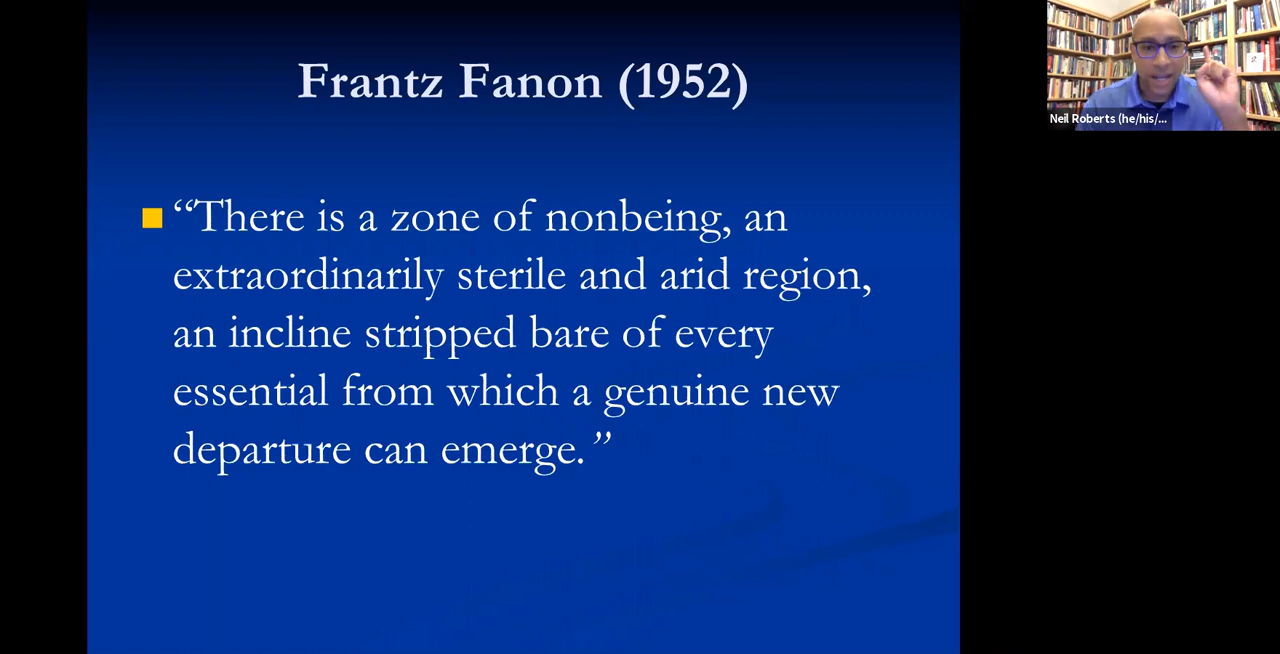 Frantz Fanon (1952)
“There is a zone of nonbeing, an
extraordinarily sterile and arid region,
an incline stripped bare of every
essential from which a genuine new
departure can emerge.”
Neil Roberts (he/his/...